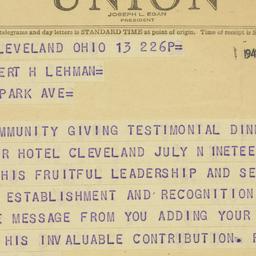 UNION
JOSEPH L. EGAN
PRESIDENT
telegrams and day letters is STANDARD TIME at point of origin. Time of receipt is
CLEVELAND OHIO 13 226P=
ERT H LEHMAN=
PARK AVE=
MMUNITY GIVING TESTIMONIAL DIN
R HOTEL CLEVELAND JULY N INETEE
HIS FRUITFUL LEADERSHIP AND SE
ESTABLISHMENT AND RECOGNITION
E MESSAGE FROM YOU ADDING YOUR
HIS INVALUABLE CONTRIBUTION.